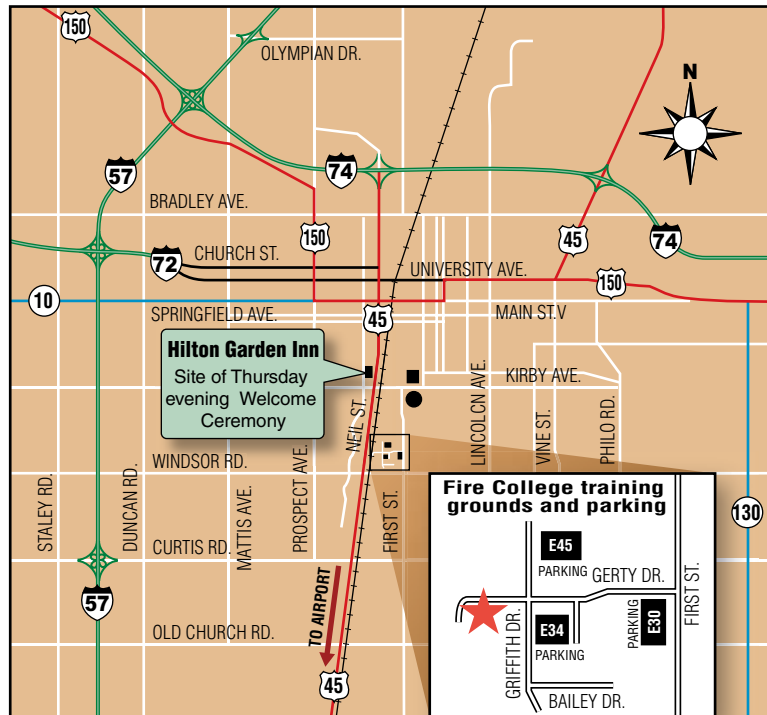 150
OLYMPIAN DR.
N
57
74
BRADLEY AVE.
150
45
74
72
CHURCH ST.
UNIVERSITY AVE.
150
10
SPRINGFIELD AVE.
45
MAIN ST.V
Hilton Garden Inn
Site of Thursday
evening Welcome
Ceremony
KIRBY AVE.
NEIL ST.
LINCOLCN AVE.
VINE ST.
PHILO RD.
WINDSOR RD.
STALEY RD.
DUNCAN RD.
MATTIS AVE.
PROSPECT AVE.
FIRST ST.
130
CURTIS RD.
57
OLD CHURCH RD.
TO AIRPORT
45
Fire College training
grounds and parking
E45
PARKING
GERTY DR.
FIRST ST.
GRIFFITH DR.
E34
PARKING
PARKING
E30
BAILEY DR.